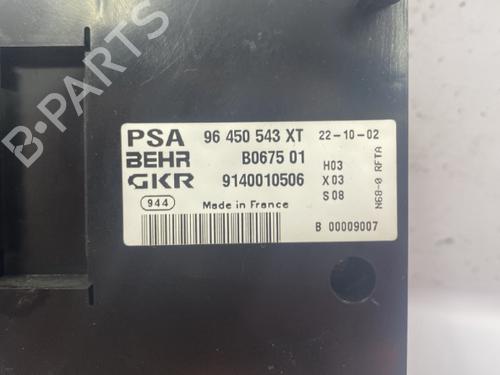 PSA 96 450 543 XT 22-10-02
BEHR B0675 01 H03
GKR 9140010506 X03
S08
944 Made in France
B 00009007
N68-0 RFTA